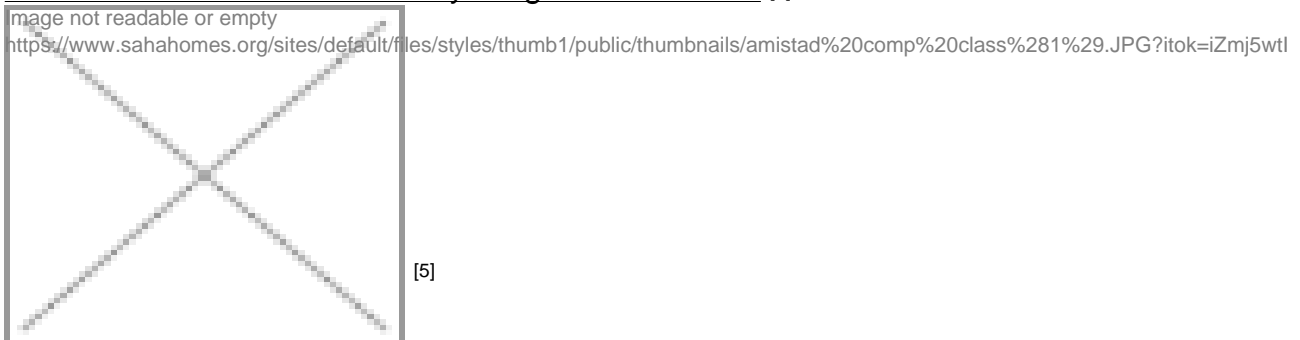 Image not readable or empty
https://www.sahahomes.org/sites/default/files/styles/thumb1/public/thumbnails/amistad%20comp%20class%281%29.JPG?itok=iZmj5wtI
[5]